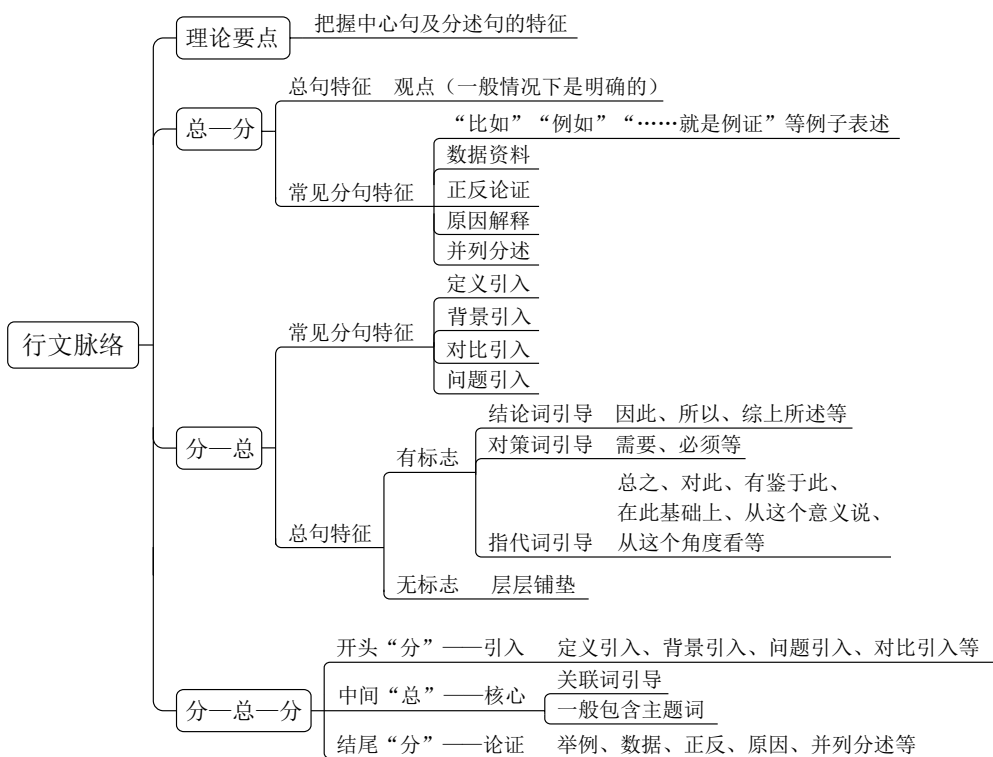 行文脉络
理论要点
把握中心句及分述句的特征
总—分
总句特征 观点（一般情况下是明确的）
常见分句特征
“比如”“例如”“……就是例证”等例子表述
数据资料
正反论证
原因解释
并列分述
分—总
常见分句特征
定义引入
背景引入
对比引入
问题引入
总句特征
有标志
结论词引导 因此、所以、综上所述等
对策词引导 需要、必须等
指代词引导
总之、对此、有鉴于此、
在此基础上、从这个意义说、
从这个角度看等
无标志 层层铺垫
分—总—分
开头“分”——引入 定义引入、背景引入、问题引入、对比引入等
中间“总”——核心
关联词引导
一般包含主题词
结尾“分”——论证 举例、数据、正反、原因、并列分述等